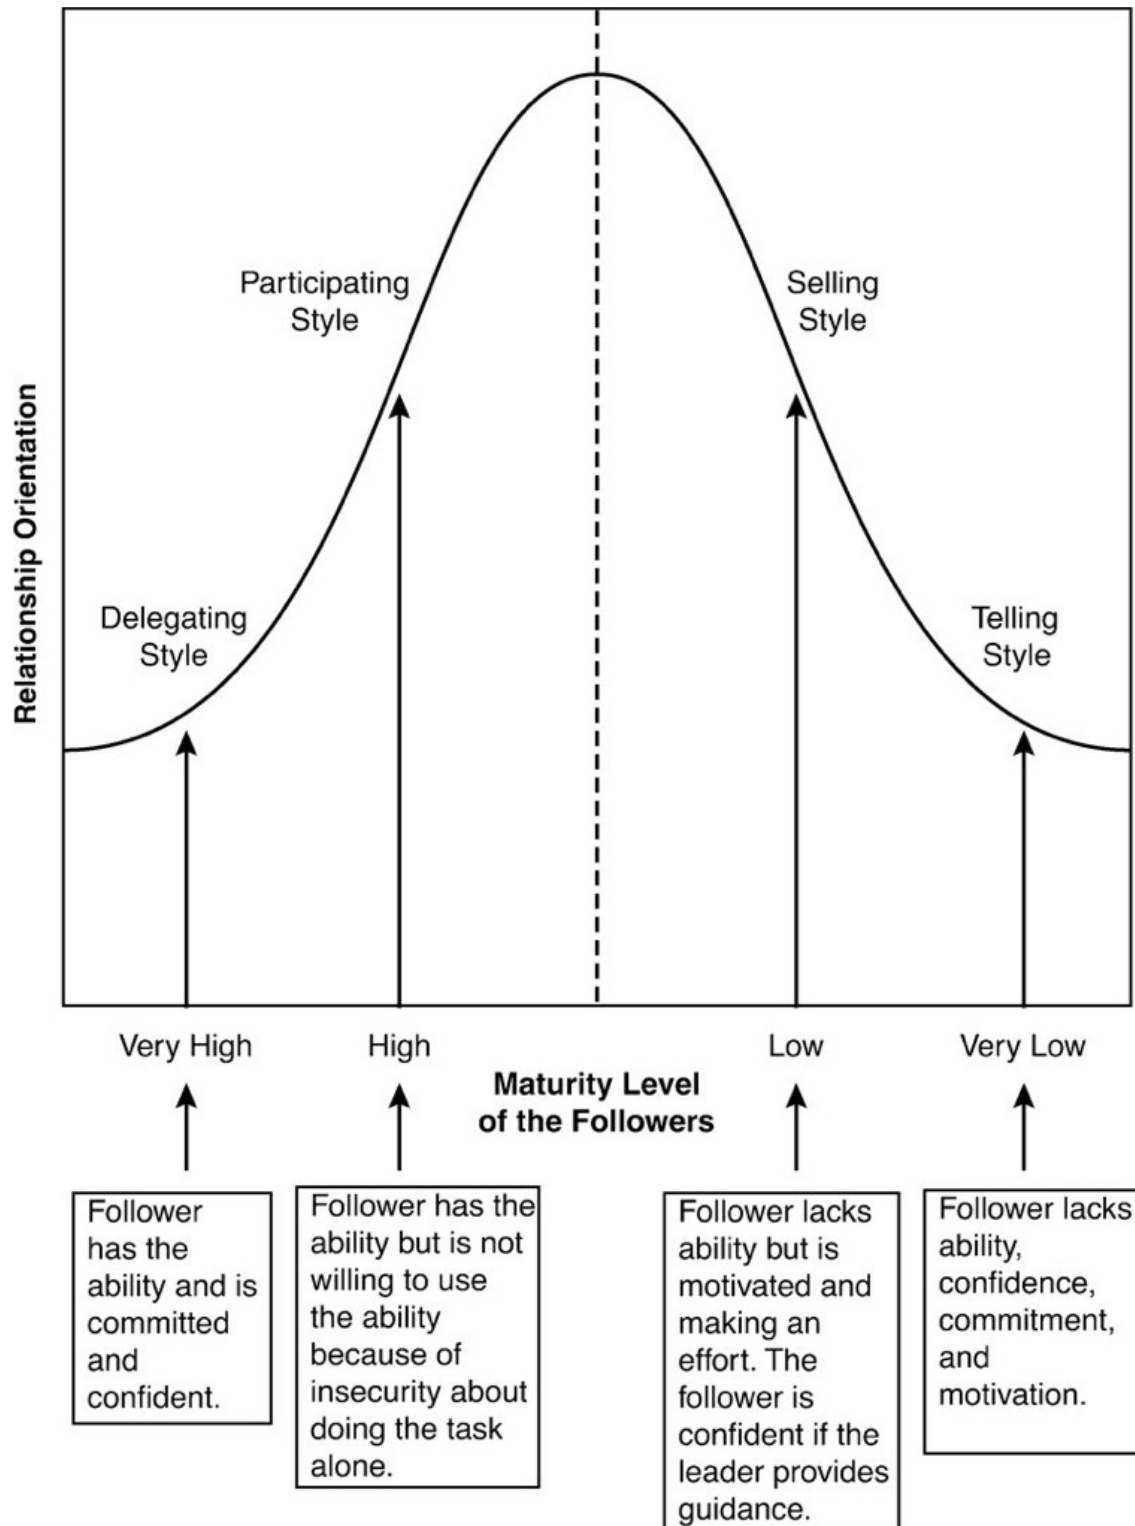 Participating
Style
Selling
Style
Relationship Orientation
Delegating
Style
Telling
Style
Very High
High
Low
Very Low
Maturity Level
of the Followers
Follower
has the
ability and is
committed
and
confident.
Follower has the
ability but is not
willing to use
the ability
because of
insecurity about
doing the task
alone.
Follower lacks
ability but is
motivated and
making an
effort. The
follower is
confident if the
leader provides
guidance.
Follower lacks
ability,
confidence,
commitment,
and
motivation.